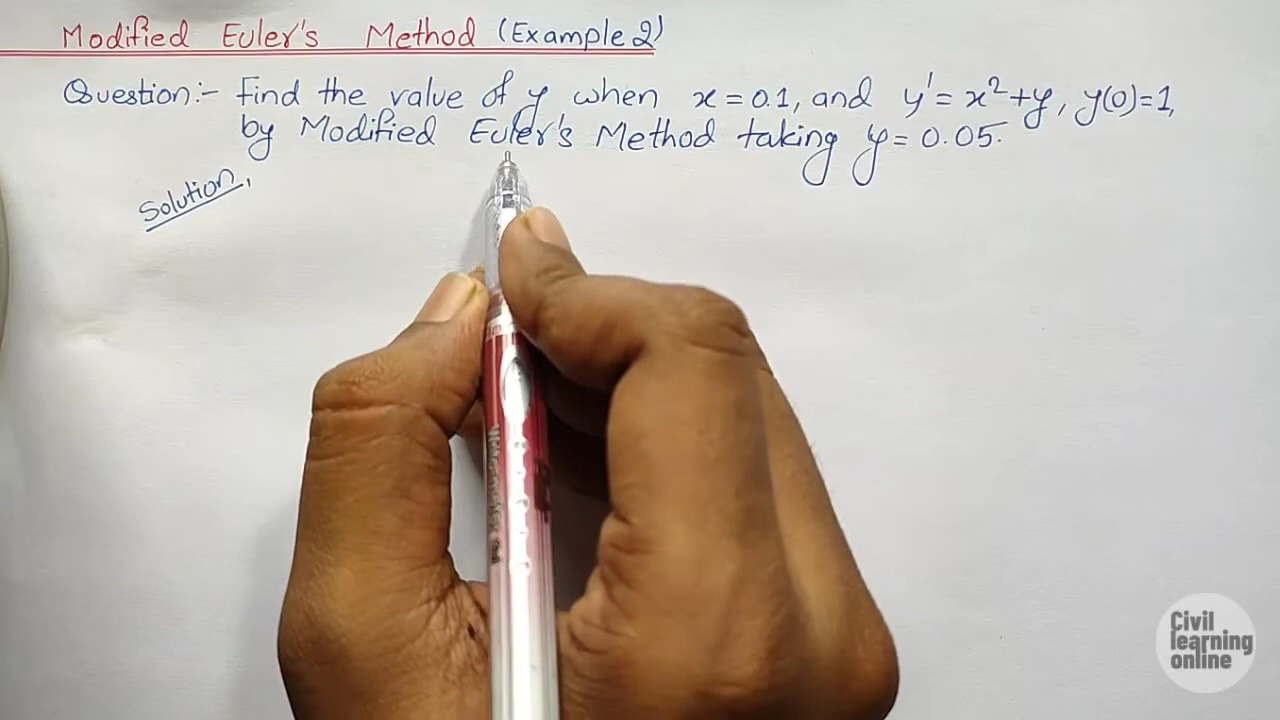 Modified Euler's Method (Example 2)
Question:- Find the value of y when x = 0.1, and y' = x² + y, y(0)=1,
by Modified Euler's Method taking y = 0.05.
Solution,
Civil
learning
online